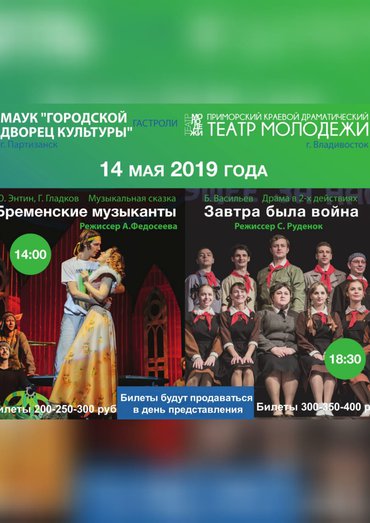 МАУК "ГОРОДСКОЙ
ДВОРЕЦ КУЛЬТУРЫ"
г. Партизанск
ГАСТРОЛИ
ТЕАТР МОЛОДЕЖИ
ПРИМОРСКИЙ КРАЕВОЙ ДРАМАТИЧЕСКИЙ
ТЕАТР МОЛОДЕЖИ
г. Владивосток
14 МАЯ 2019 ГОДА
Ю. Энтин, Г. Гладков Музыкальная сказка
Бременские музыканты
Режиссер А.Федосеева
14:00
Билеты 200-250-300 руб
Б. Васильев Драма в 2-х действиях
Завтра была война
Режиссер С. Руденок
18:30
Билеты 300-350-400 р
Билеты будут продаваться
в день представления